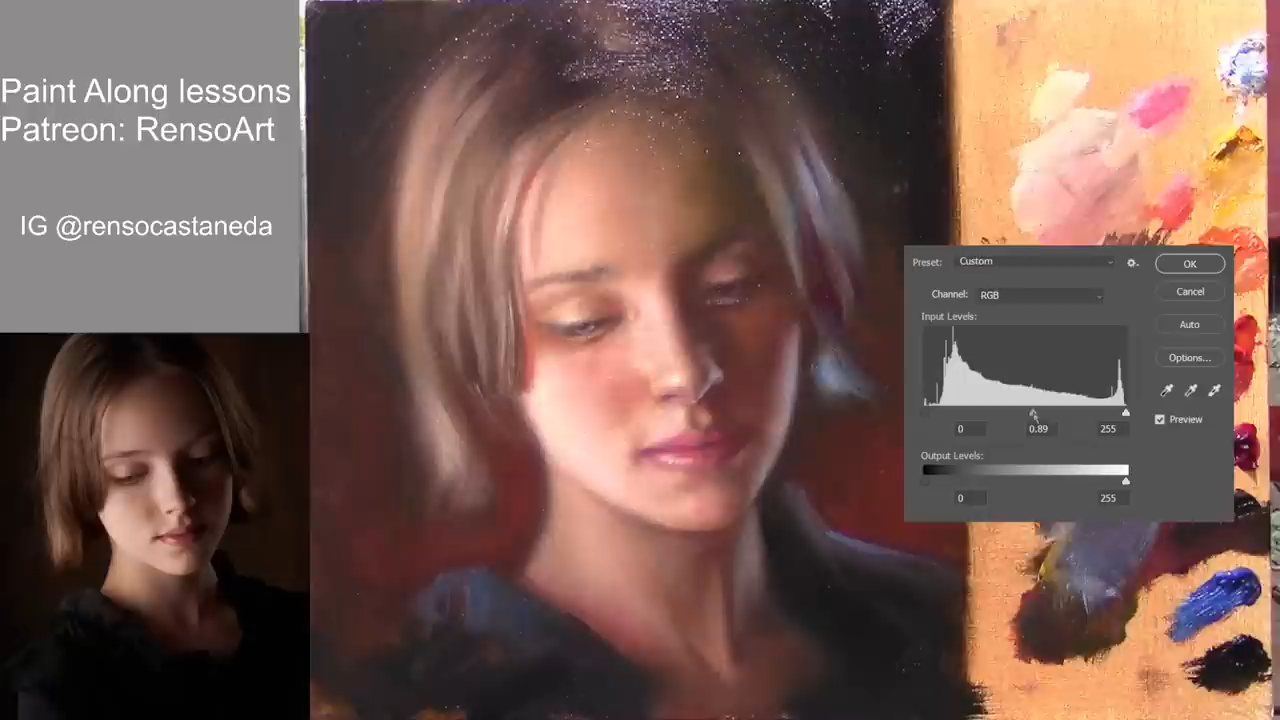 Paint Along lessons
Patreon: RensoArt
IG @rensocastaneda
Preset: Custom
OK
Channel: RGB
Cancel
Input Levels:
Auto
Options...
Preview
0 0.89 255
Output Levels:
0 255